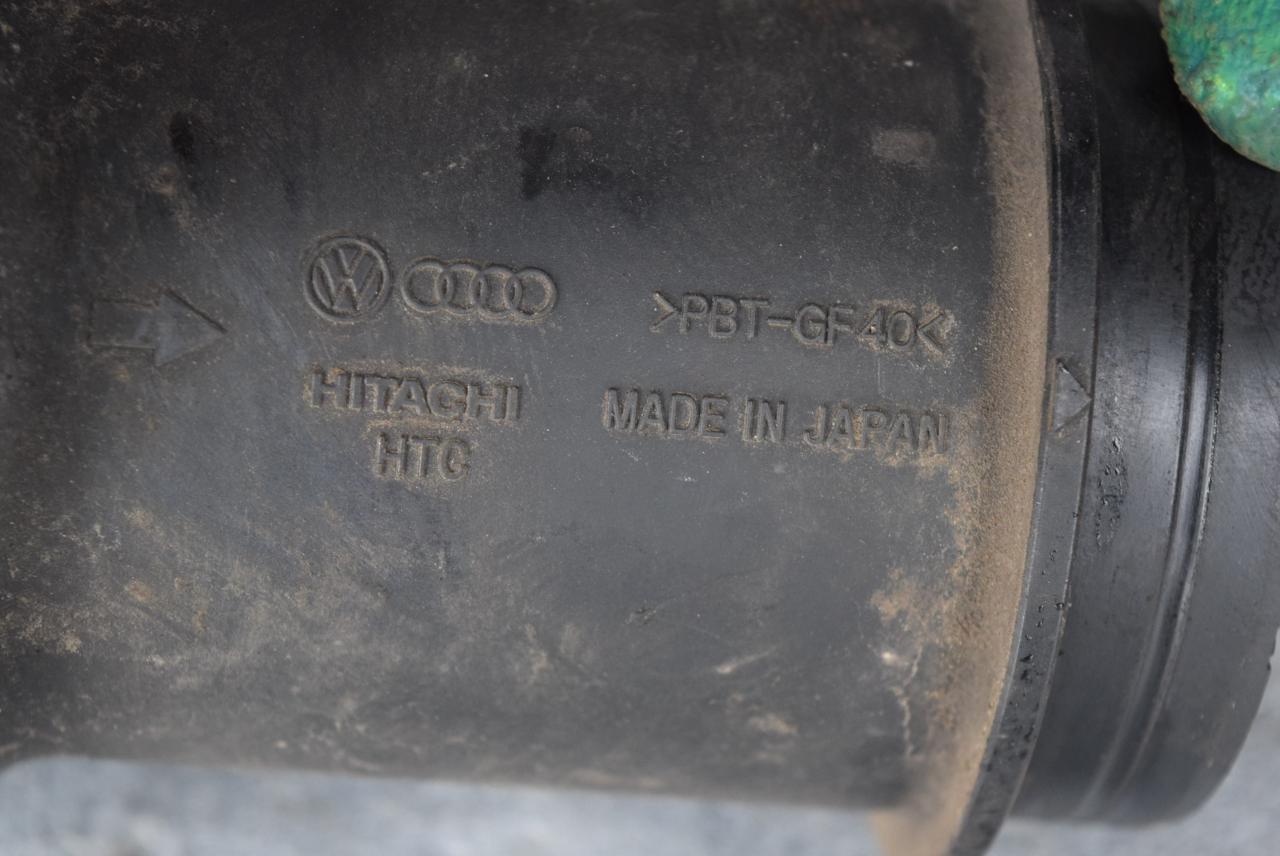 >PBT-GF40<
HITACHI
MADE IN JAPAN
HTC